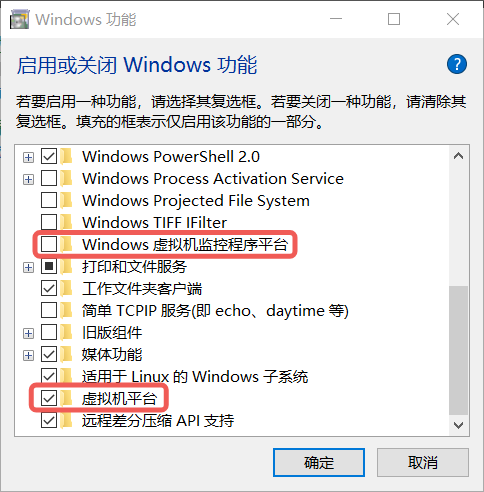 Windows 功能
启用或关闭 Windows 功能
?
若要启用一种功能，请选择其复选框。若要关闭一种功能，请清除其
复选框。填充的框表示仅启用该功能的一部分。
Windows PowerShell 2.0
Windows Process Activation Service
Windows Projected File System
Windows TIFF IFilter
Windows 虚拟机监控程序平台
打印和文件服务
工作文件夹客户端
简单 TCPIP 服务(即 echo、daytime 等)
旧版组件
媒体功能
适用于 Linux 的 Windows 子系统
虚拟机平台
远程差分压缩 API 支持
确定
取消